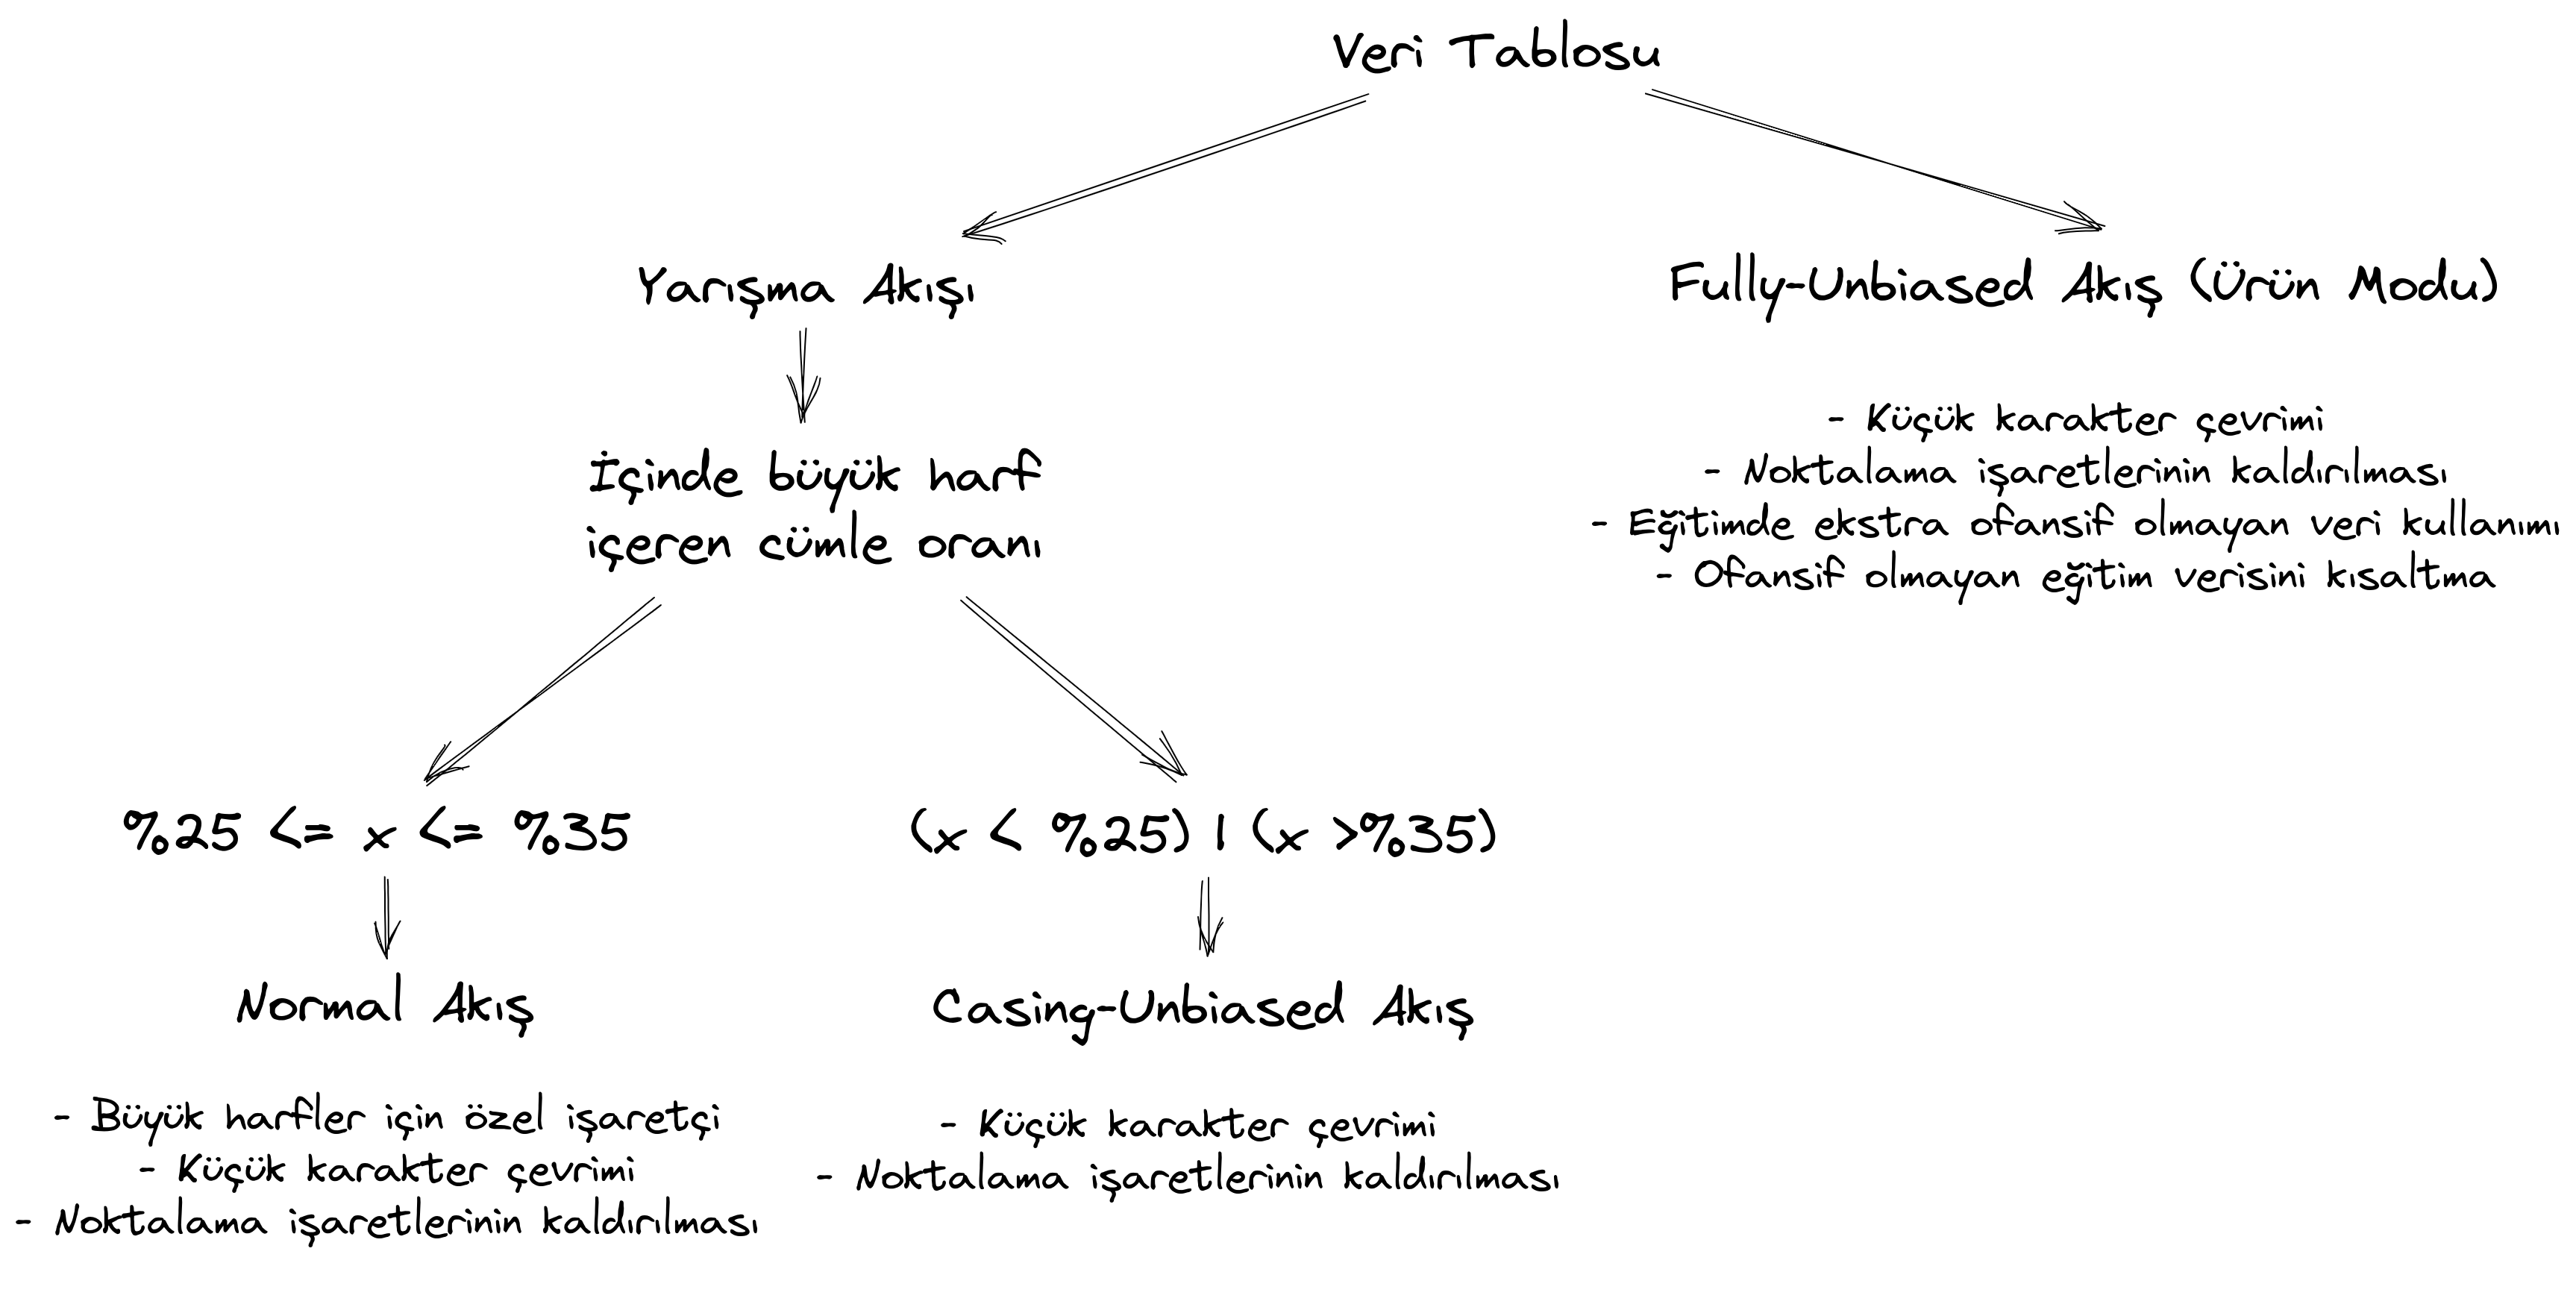 Veri Tablosu
Yarışma Akışı
Fully-Unbiased Akış (Ürün Modu)
- Küçük karakter çevrimi
- Noktalama işaretlerinin kaldırılması
- Eğitimde ekstra ofansif olmayan veri kullanımı
- Ofansif olmayan eğitim verisini kısaltma
İçinde büyük harf
içeren cümle oranı
%25 <= x <= %35
(x < %25) | (x >%35)
Normal Akış
Casing-Unbiased Akış
- Büyük harfler için özel işaretçi
- Küçük karakter çevrimi
- Noktalama işaretlerinin kaldırılması
- Küçük karakter çevrimi
- Noktalama işaretlerinin kaldırılması